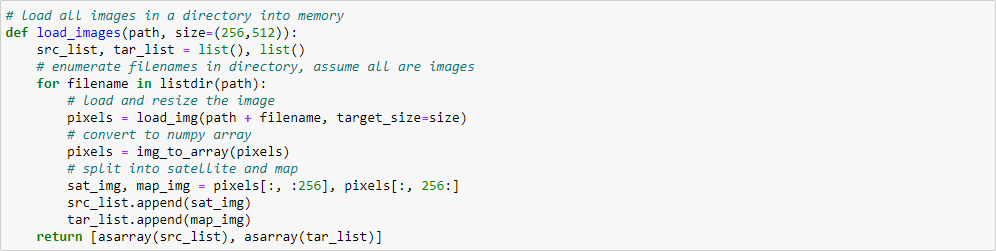 # load all images in a directory into memory
def load_images(path, size=(256,512)):
    src_list, tar_list = list(), list()
    # enumerate filenames in directory, assume all are images
    for filename in listdir(path):
        # load and resize the image
        pixels = load_img(path + filename, target_size=size)
        # convert to numpy array
        pixels = img_to_array(pixels)
        # split into satellite and map
        sat_img, map_img = pixels[:, :256], pixels[:, 256:]
        src_list.append(sat_img)
        tar_list.append(map_img)
    return [asarray(src_list), asarray(tar_list)]